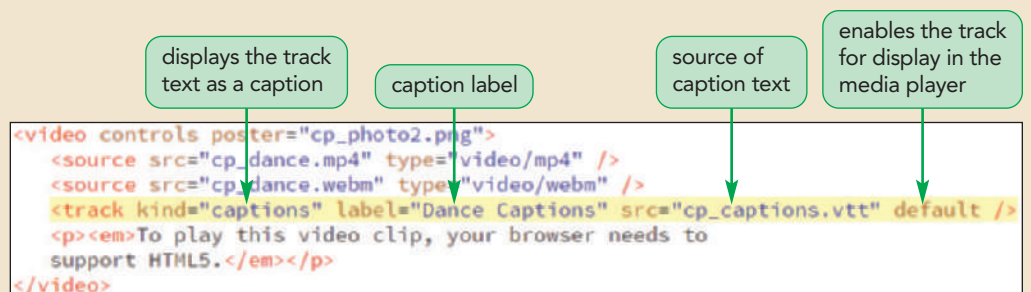 displays the track
text as a caption
caption label
source of
caption text
enables the track
for display in the
media player
<video controls poster="cp_photo2.png">
<source src="cp_dance.mp4" type="video/mp4" />
<source src="cp_dance.webm" type="video/webm" />
<track kind="captions" label="Dance Captions" src="cp_captions.vtt" default />
<p><em>To play this video clip, your browser needs to
support HTML5.</em></p>
</video>